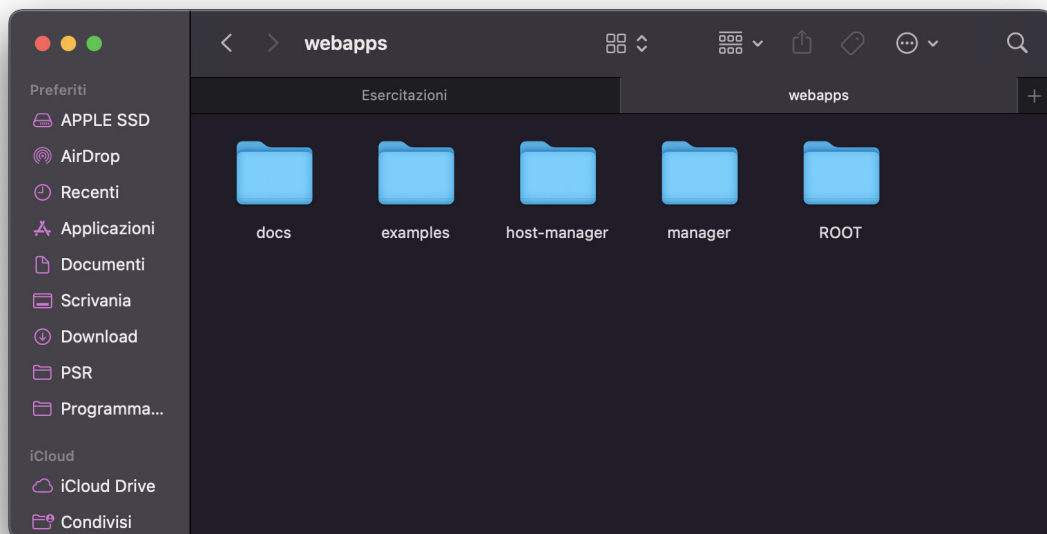 webapps
Preferiti
APPLE SSD
AirDrop
Recenti
Applicazioni
Documenti
Scrivania
Download
PSR
Programma...
iCloud
iCloud Drive
Condivisi
Esercitazioni
webapps
docs
examples
host-manager
manager
ROOT